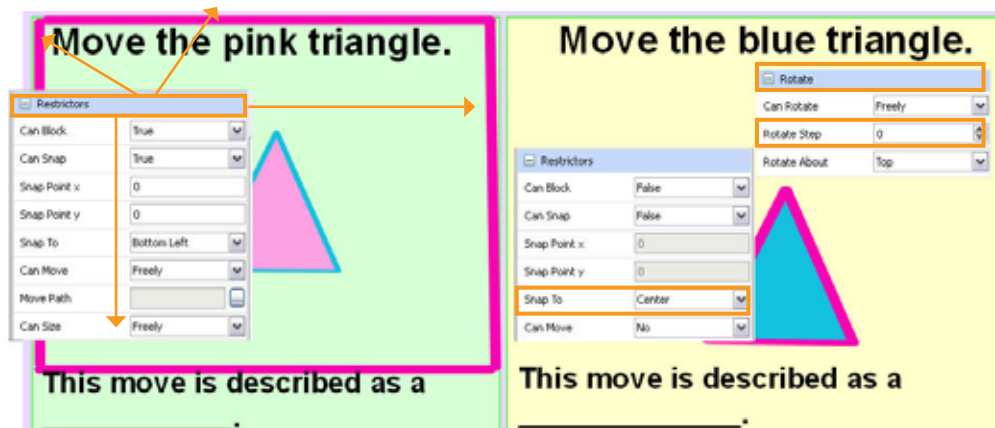 Move the pink triangle.
Restrictors
Can Block True
Can Snap True
Snap Point x 0
Snap Point y 0
Snap To Bottom Left
Can Move Freely
Move Path
Can Size Freely
This move is described as a
____________.
Move the blue triangle.
Rotate
Can Rotate Freely
Rotate Step 0
Rotate About Top
Restrictors
Can Block False
Can Snap False
Snap Point x 0
Snap Point y 0
Snap To Center
Can Move No
This move is described as a
____________.